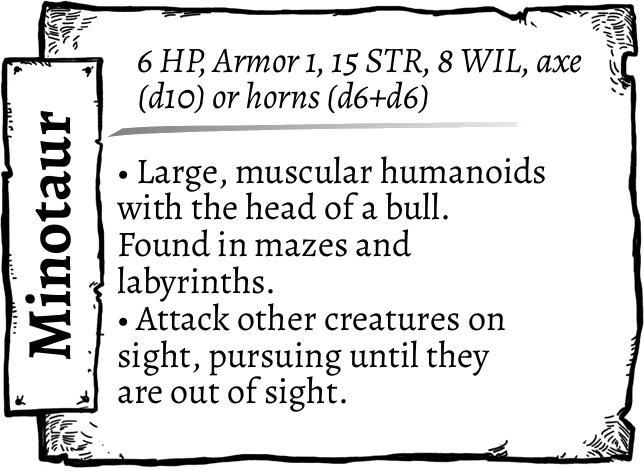 Minotaur
6 HP, Armor 1, 15 STR, 8 WIL, axe
(d10) or horns (d6+d6)
• Large, muscular humanoids
with the head of a bull.
Found in mazes and
labyrinths.
• Attack other creatures on
sight, pursuing until they
are out of sight.